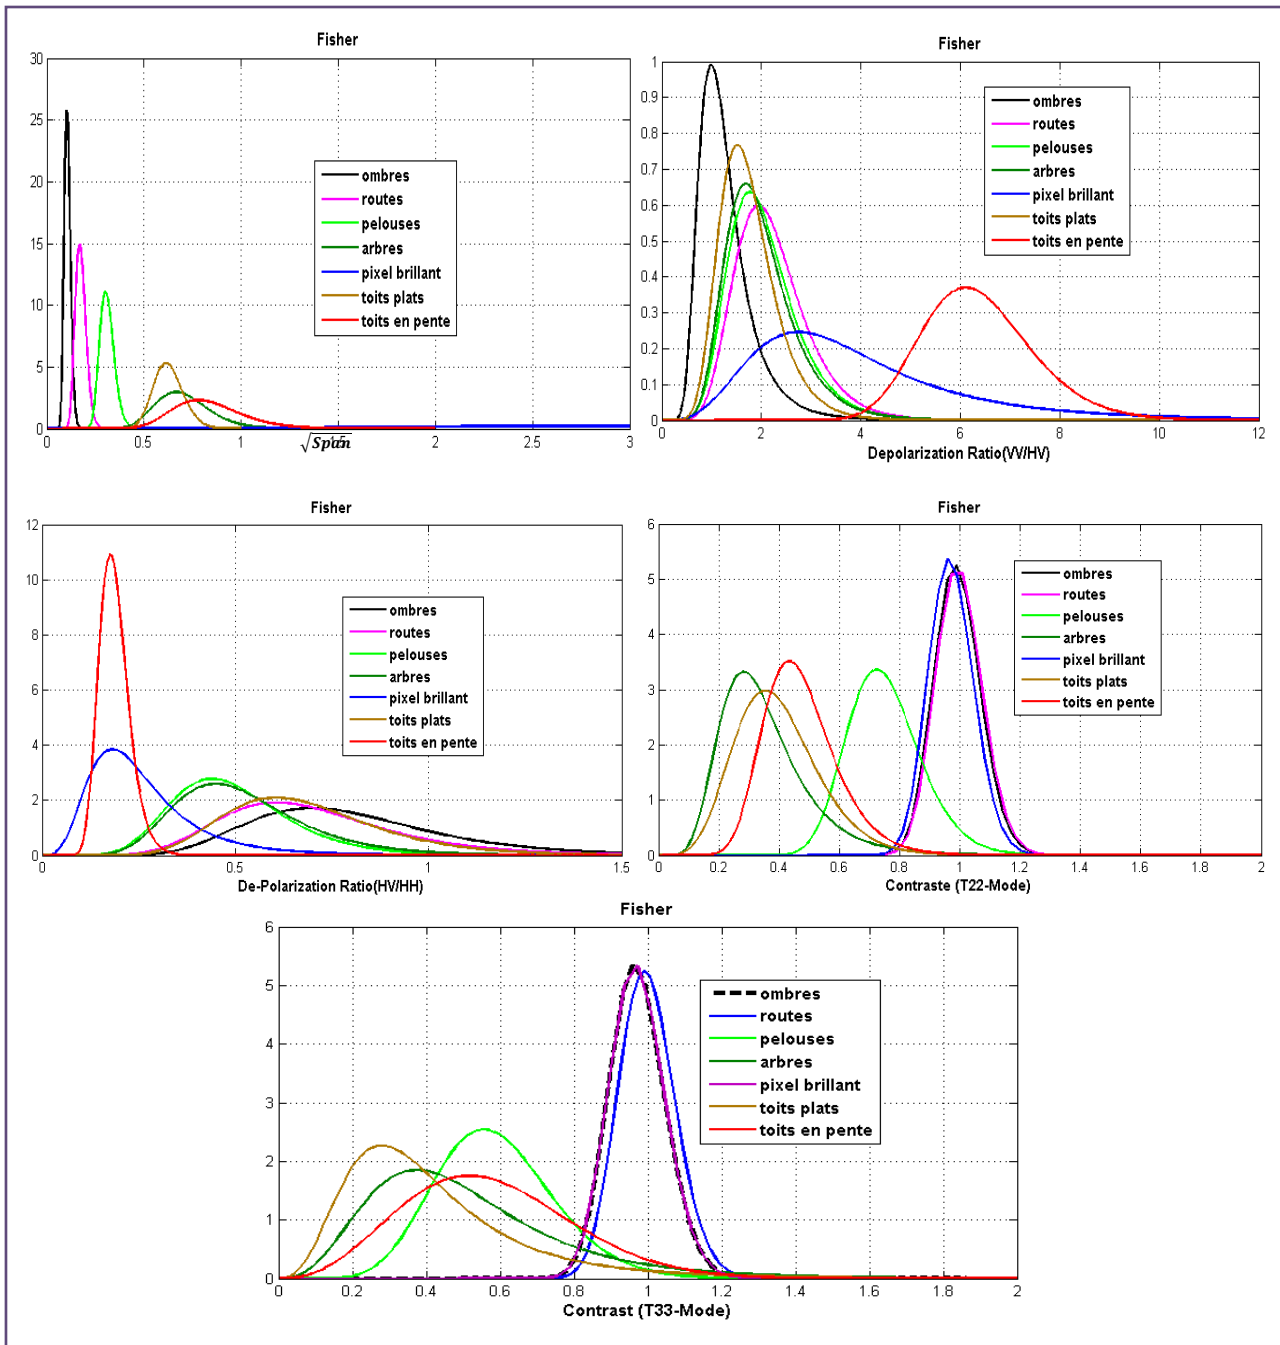 Fisher
30
25
20
15
10
5
0
0 0.5 1 1.5 2 2.5 3
√Span
ombres
routes
pelouses
arbres
pixel brillant
toits plats
toits en pente
Fisher
1
0.9
0.8
0.7
0.6
0.5
0.4
0.3
0.2
0.1
0
0 2 4 6 8 10 12
Depolarization Ratio(VV/HV)
ombres
routes
pelouses
arbres
pixel brillant
toits plats
toits en pente
Fisher
12
10
8
6
4
2
0
0 0.5 1 1.5
De-Polarization Ratio(HV/HH)
ombres
routes
pelouses
arbres
pixel brillant
toits plats
toits en pente
Fisher
6
5
4
3
2
1
0
0 0.2 0.4 0.6 0.8 1 1.2 1.4 1.6 1.8 2
Contraste (T22-Mode)
ombres
routes
pelouses
arbres
pixel brillant
toits plats
toits en pente
Fisher
6
5
4
3
2
1
0
0 0.2 0.4 0.6 0.8 1 1.2 1.4 1.6 1.8 2
Contrast (T33-Mode)
ombres
routes
pelouses
arbres
pixel brillant
toits plats
toits en pente